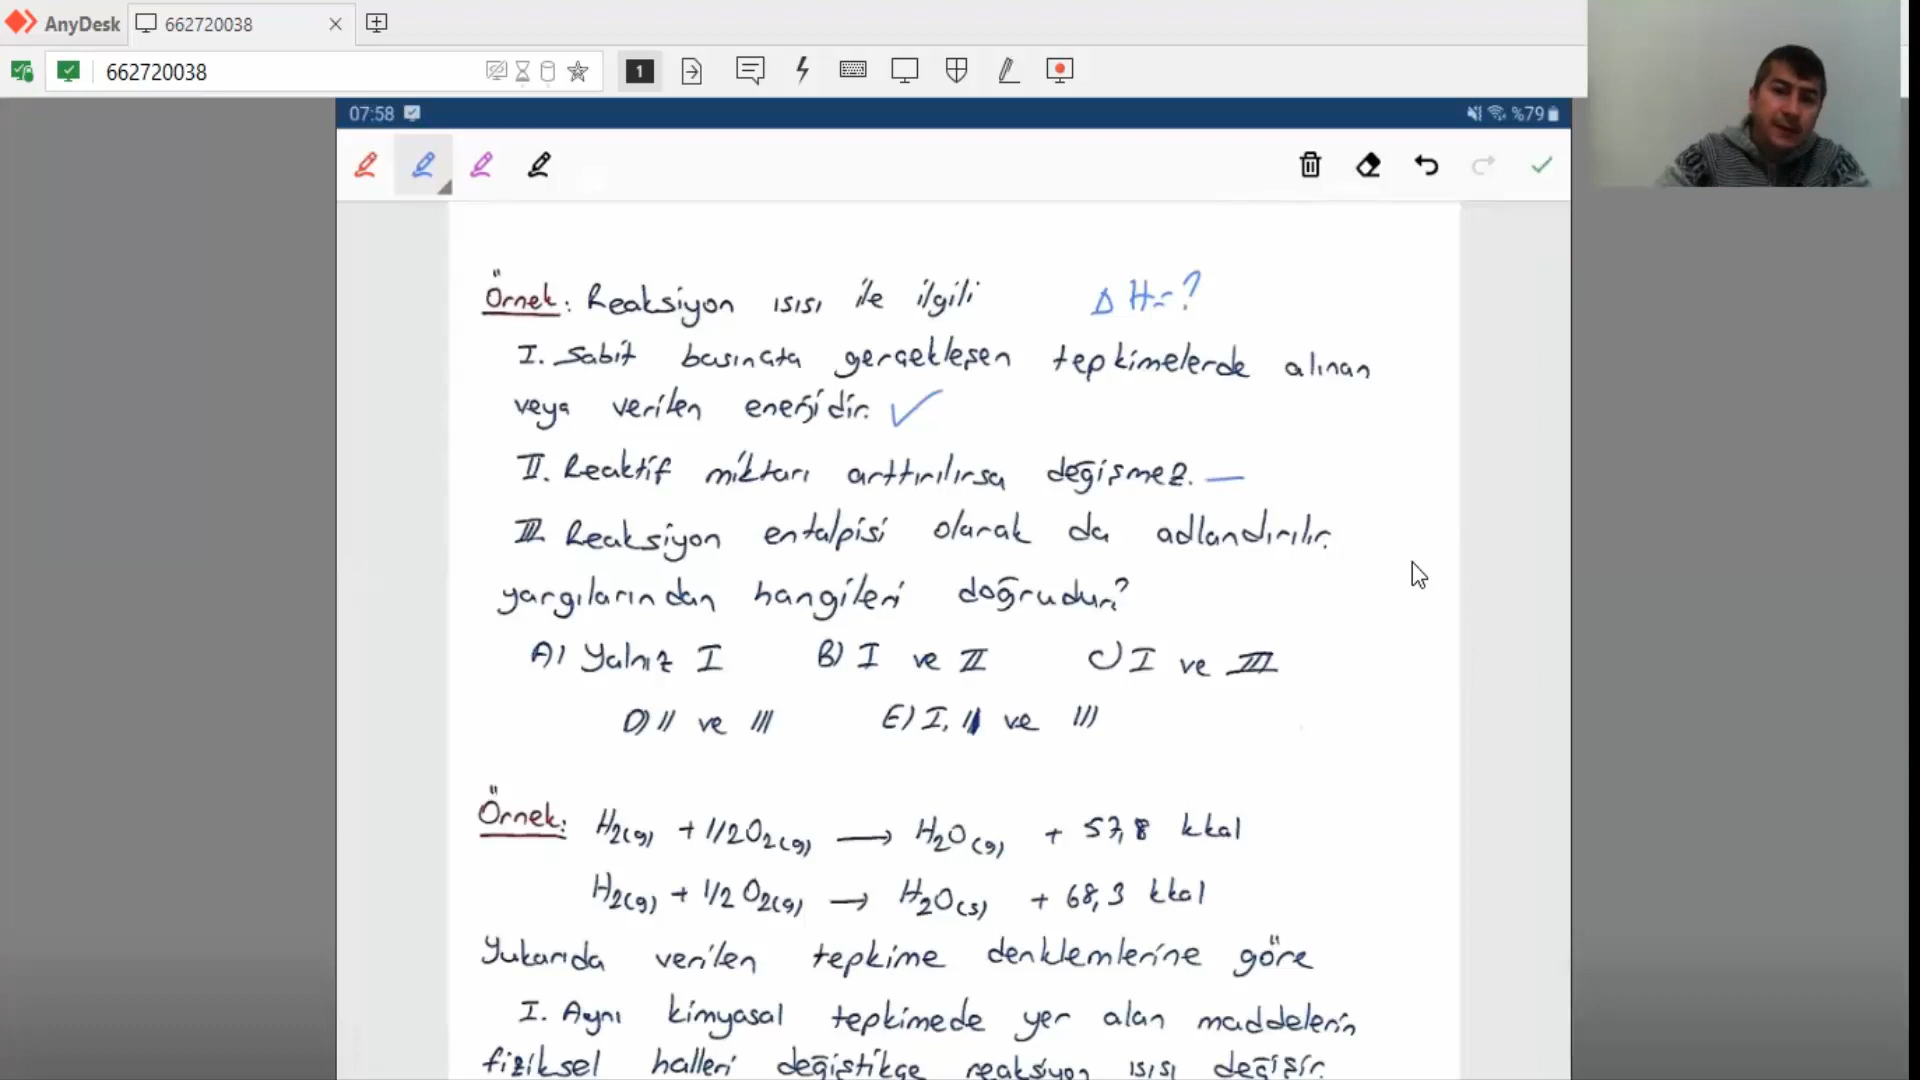 AnyDesk 662720038
662720038 1
07:58 %79
Örnek: Reaksiyon ısısı ile ilgili ΔH=?
I. Sabit basınçta gerçekleşen tepkimelerde alınan
veya verilen enerjidir. ✓
II. Reaktif miktarı arttırılırsa değişmez. —
III. Reaksiyon entalpisi olarak da adlandırılır.
yargılarından hangileri doğrudur?
A) Yalnız I B) I ve II C) I ve III
D) II ve III E) I, II ve III
Örnek: H₂(g) + 1/2O₂(g) → H₂O(g) + 57,8 kkal
H₂(g) + 1/2 O₂(g) → H₂O(s) + 68,3 kkal
Yukarıda verilen tepkime denklemlerine göre
I. Aynı kimyasal tepkimede yer alan maddelerin
fiziksel halleri değiştikçe reaksiyon ısısı değişir.